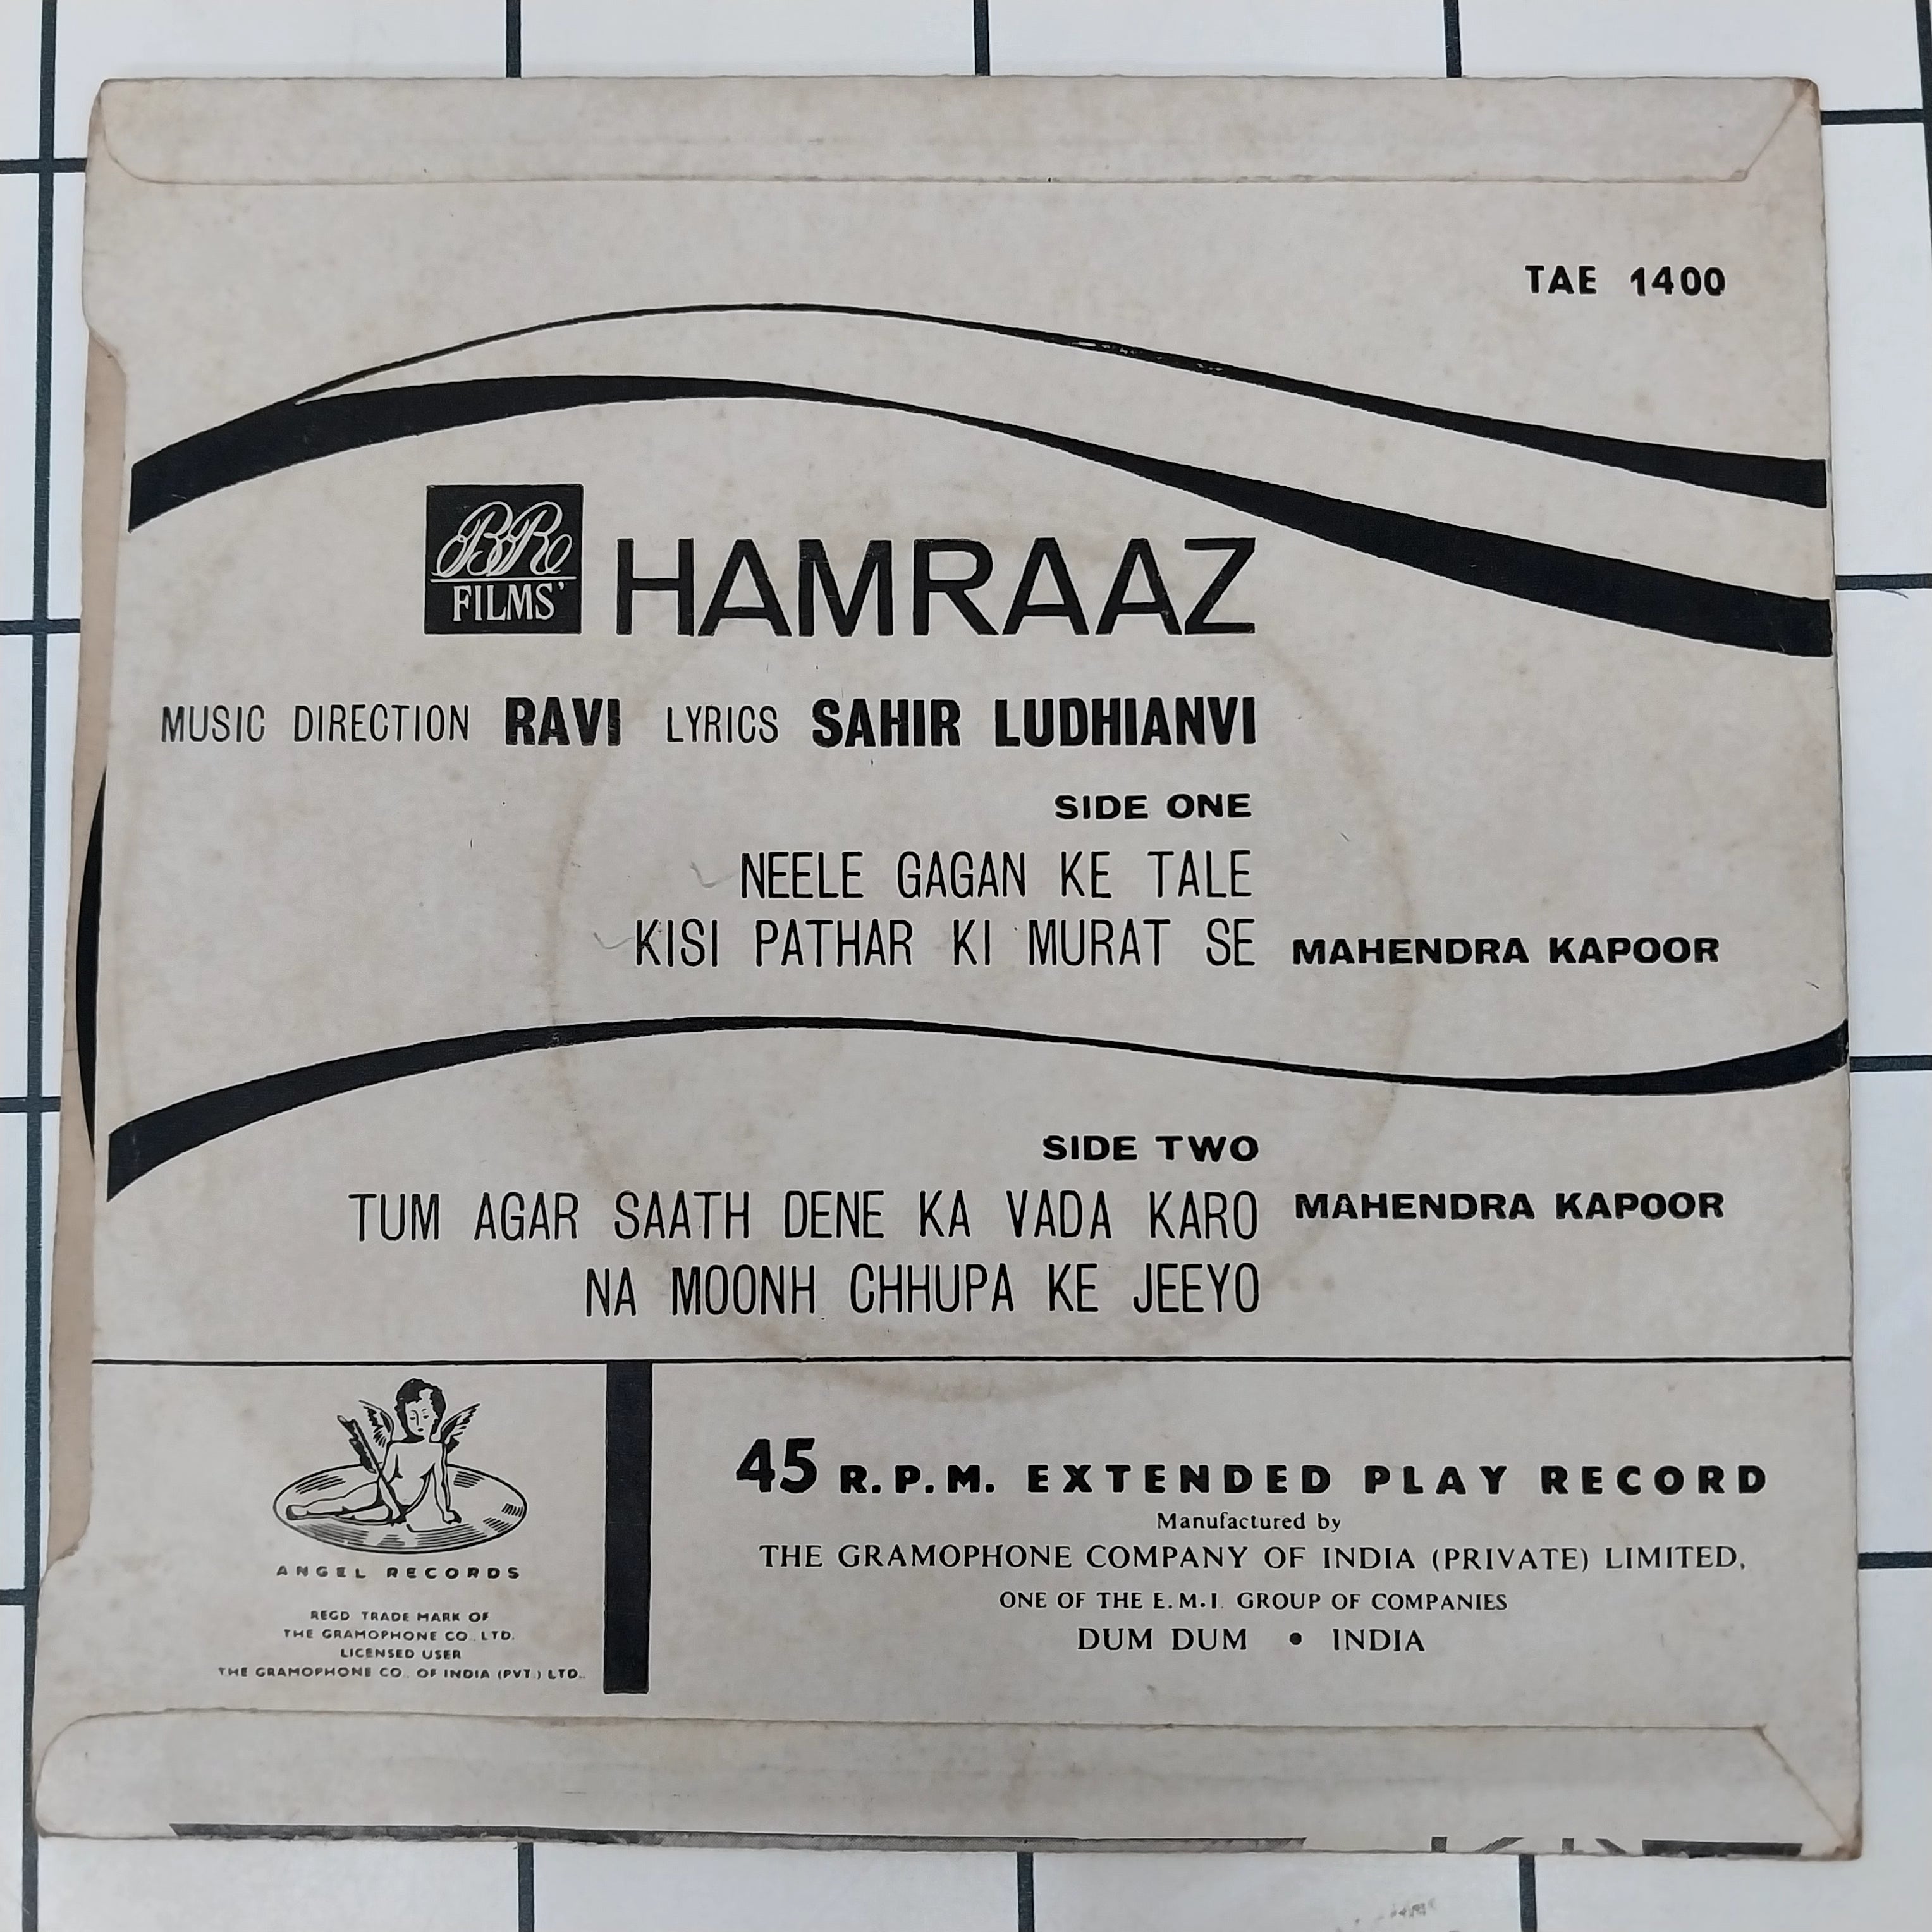 TAE 1400
BR
FILMS'
HAMRAAZ
MUSIC DIRECTION RAVI LYRICS SAHIR LUDHIANVI
SIDE ONE
NEELE GAGAN KE TALE
KISI PATHAR KI MURAT SE MAHENDRA KAPOOR
SIDE TWO
TUM AGAR SAATH DENE KA VADA KARO MAHENDRA KAPOOR
NA MOONH CHHUPA KE JEEYO
ANGEL RECORDS
REGD TRADE MARK OF
THE GRAMOPHONE CO., LTD.
LICENSED USER
THE GRAMOPHONE CO. OF INDIA (PVT.) LTD.
45 R.P.M. EXTENDED PLAY RECORD
Manufactured by
THE GRAMOPHONE COMPANY OF INDIA (PRIVATE) LIMITED,
ONE OF THE E.M.I. GROUP OF COMPANIES
DUM DUM • INDIA